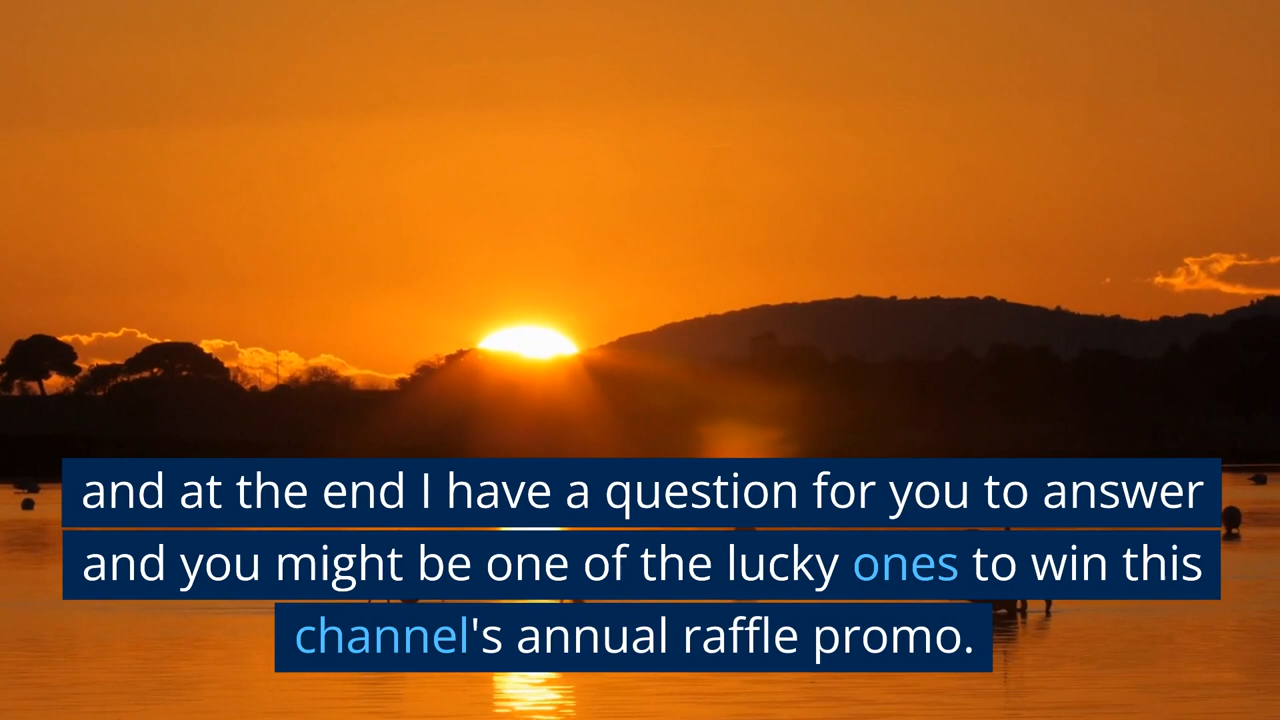 and at the end I have a question for you to answer
and you might be one of the lucky ones to win this
channel's annual raffle promo.